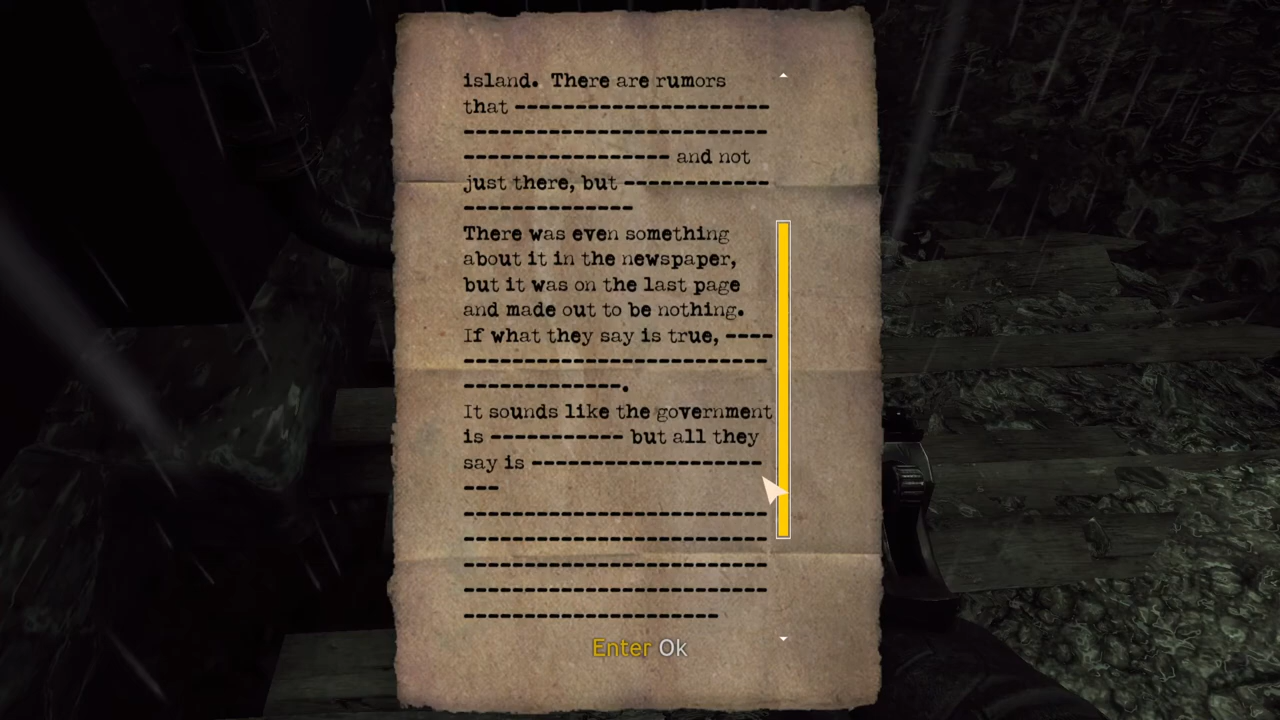 island. There are rumors
that ---------------------
-------------------------
----------------- and not
just there, but ------------
--------------
There was even something
about it in the newspaper,
but it was on the last page
and made out to be nothing.
If what they say is true, ----
-------------------------
-------------.
It sounds like the government
is ----------- but all they
say is -------------------
---
-------------------------
-------------------------
-------------------------
-------------------------
---------------------
Enter Ok